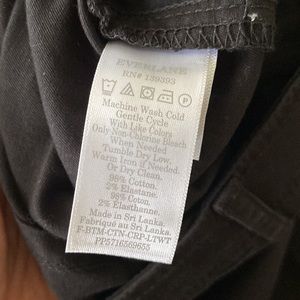 EVERLANE
RN# 139393
Machine Wash Cold
Gentle Cycle
With Like Colors
Only Non-Chlorine Bleach
When Needed
Tumble Dry Low,
Warm Iron if Needed.
Or Dry Clean.
98% Cotton.
2% Elastane.
98% Coton.
2% Elasthanne.
Made in Sri Lanka.
Fabriqué au Sri Lanka.
F-BTM-CTN-CRP-LTWT
PP5716569655